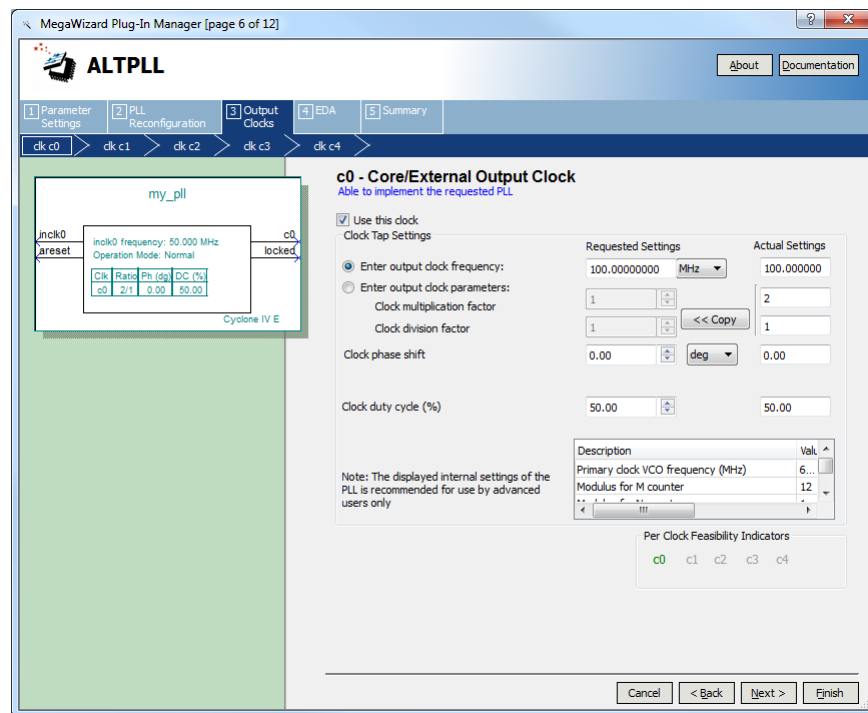 MegaWizard Plug-In Manager [page 6 of 12]
ALTPLL
About
Documentation
1 Parameter Settings
2 PLL Reconfiguration
3 Output Clocks
4 EDA
5 Summary
clk c0
clk c1
clk c2
clk c3
clk c4
my_pll
inclk0
areset
c0
locked
inclk0 frequency: 50.000 MHz
Operation Mode: Normal
Clk Ratio Ph (dg) DC (%)
c0 2/1 0.00 50.00
Cyclone IV E
c0 - Core/External Output Clock
Able to implement the requested PLL
Use this clock
Clock Tap Settings
Requested Settings
Actual Settings
Enter output clock frequency:
100.00000000
MHz
100.000000
Enter output clock parameters:
Clock multiplication factor
1
2
Clock division factor
1
<< Copy
1
Clock phase shift
0.00
deg
0.00
Clock duty cycle (%)
50.00
50.00
Description
Primary clock VCO frequency (MHz) 6...
Modulus for M counter 12
Note: The displayed internal settings of the
PLL is recommended for use by advanced
users only
Per Clock Feasibility Indicators
c0 c1 c2 c3 c4
Cancel
< Back
Next >
Finish